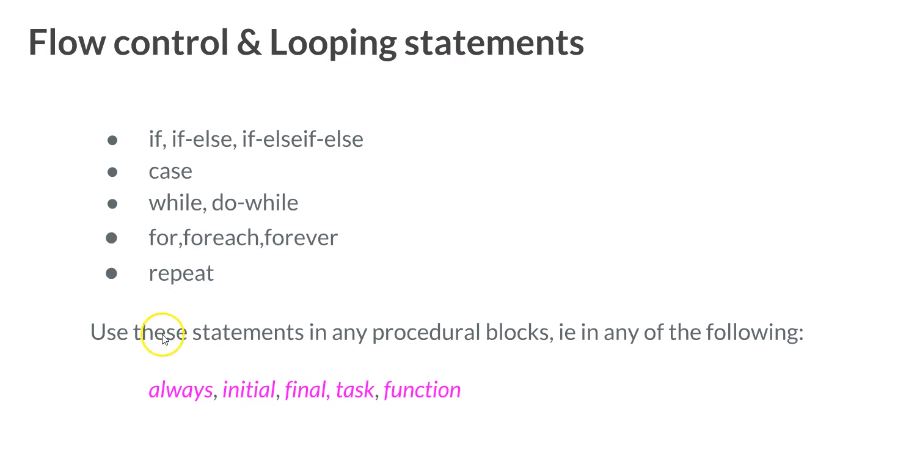 Flow control & Looping statements
● if, if-else, if-elseif-else
● case
● while, do-while
● for,foreach,forever
● repeat
Use these statements in any procedural blocks, ie in any of the following:
always, initial, final, task, function